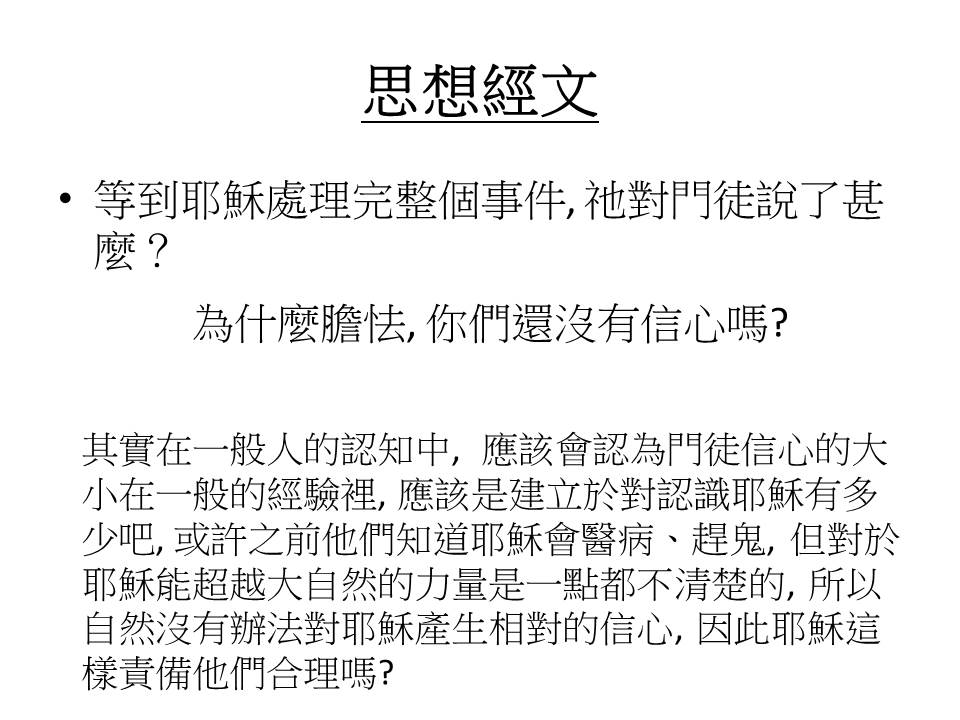 思想經文
• 等到耶穌處理完整個事件, 祂對門徒說了甚
麼？
為什麼膽怯, 你們還沒有信心嗎?
其實在一般人的認知中, 應該會認為門徒信心的大
小在一般的經驗裡, 應該是建立於對認識耶穌有多
少吧, 或許之前他們知道耶穌會醫病、趕鬼, 但對於
耶穌能超越大自然的力量是一點都不清楚的, 所以
自然沒有辦法對耶穌產生相對的信心, 因此耶穌這
樣責備他們合理嗎?